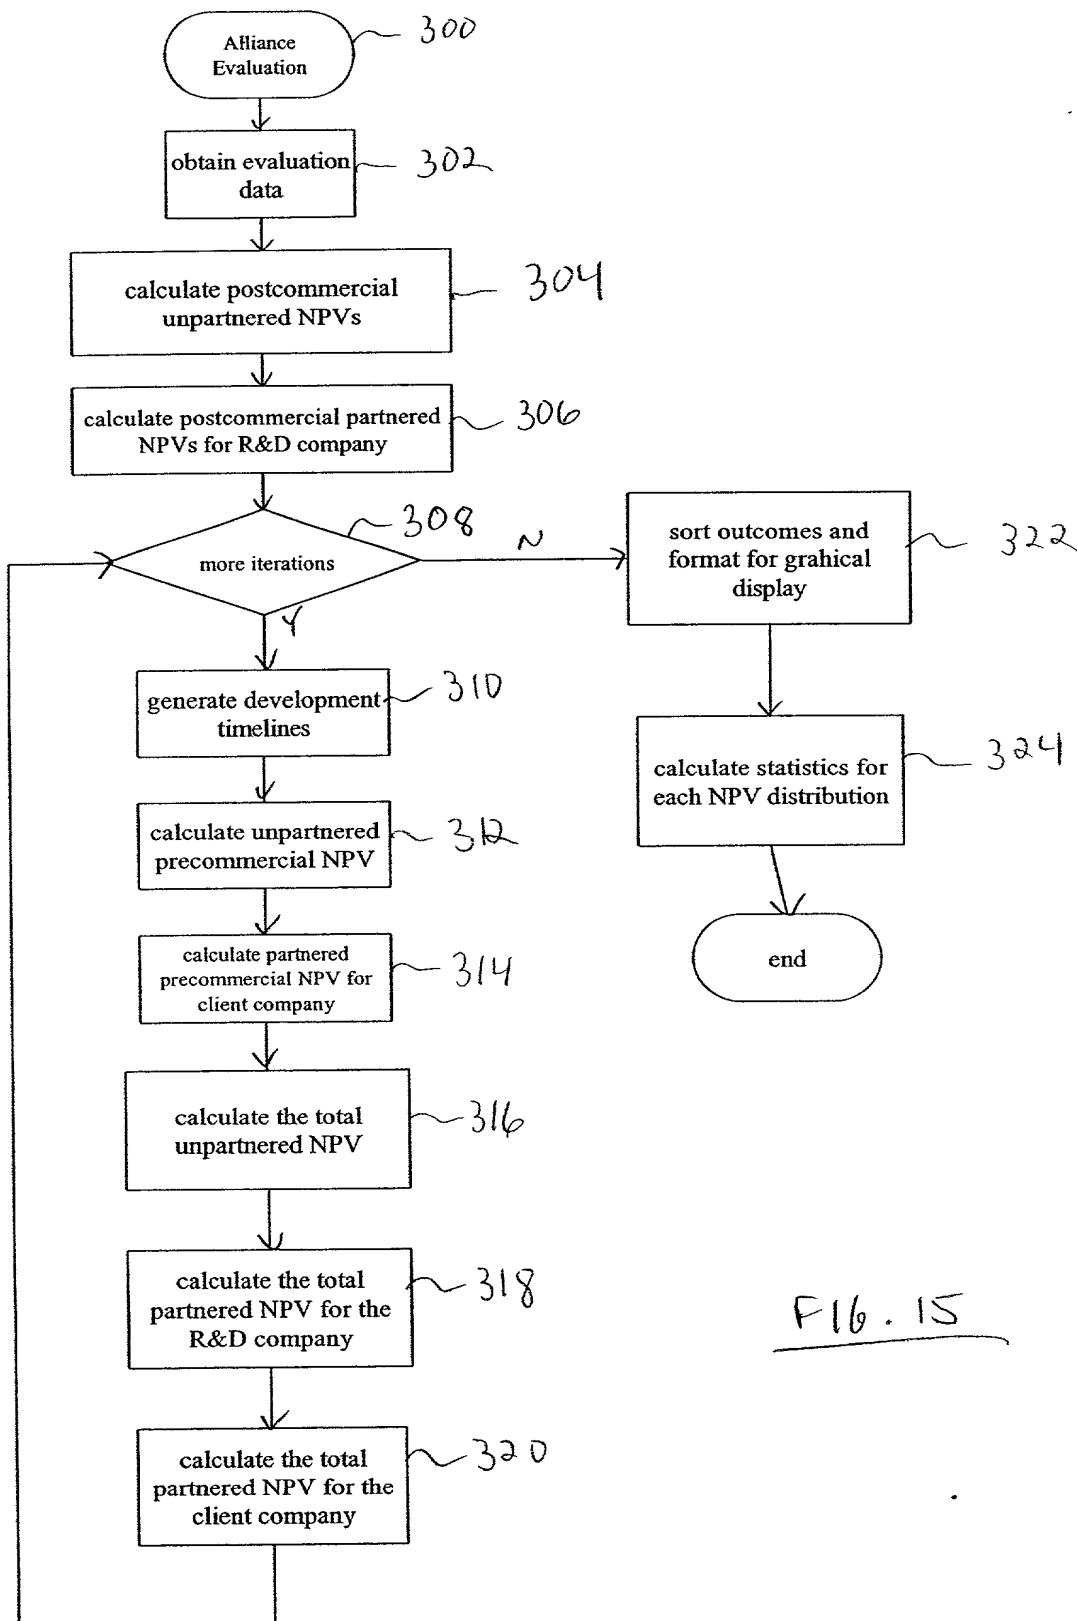 Alliance
Evaluation
300
obtain evaluation
data
302
calculate postcommercial
unpartnered NPVs
304
calculate postcommercial partnered
NPVs for R&D company
306
more iterations
308
N
Y
sort outcomes and
format for grahical
display
322
generate development
timelines
310
calculate statistics for
each NPV distribution
324
calculate unpartnered
precommercial NPV
312
end
calculate partnered
precommercial NPV for
client company
314
calculate the total
unpartnered NPV
316
calculate the total
partnered NPV for the
R&D company
318
FIG. 15
calculate the total
partnered NPV for the
client company
320